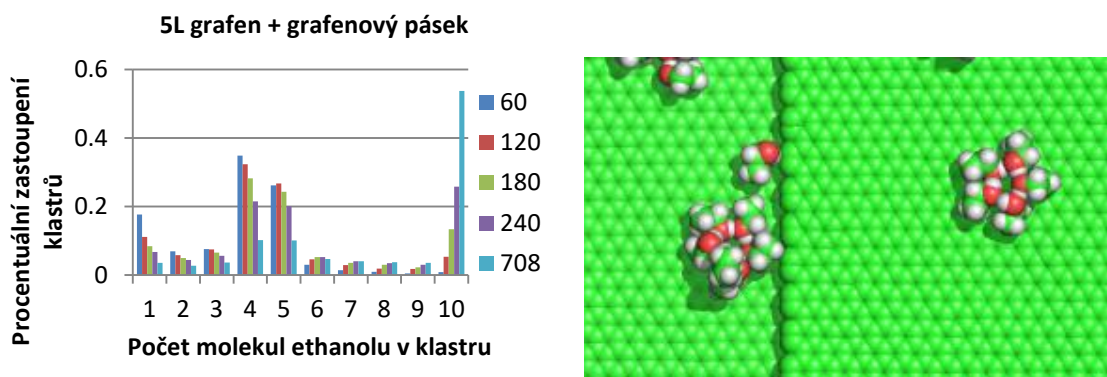 5L grafen + grafenový pásek
Procentuální zastoupení
klastrů
0.6
0.4
0.2
0
1 2 3 4 5 6 7 8 9 10
Počet molekul ethanolu v klastru
60
120
180
240
708